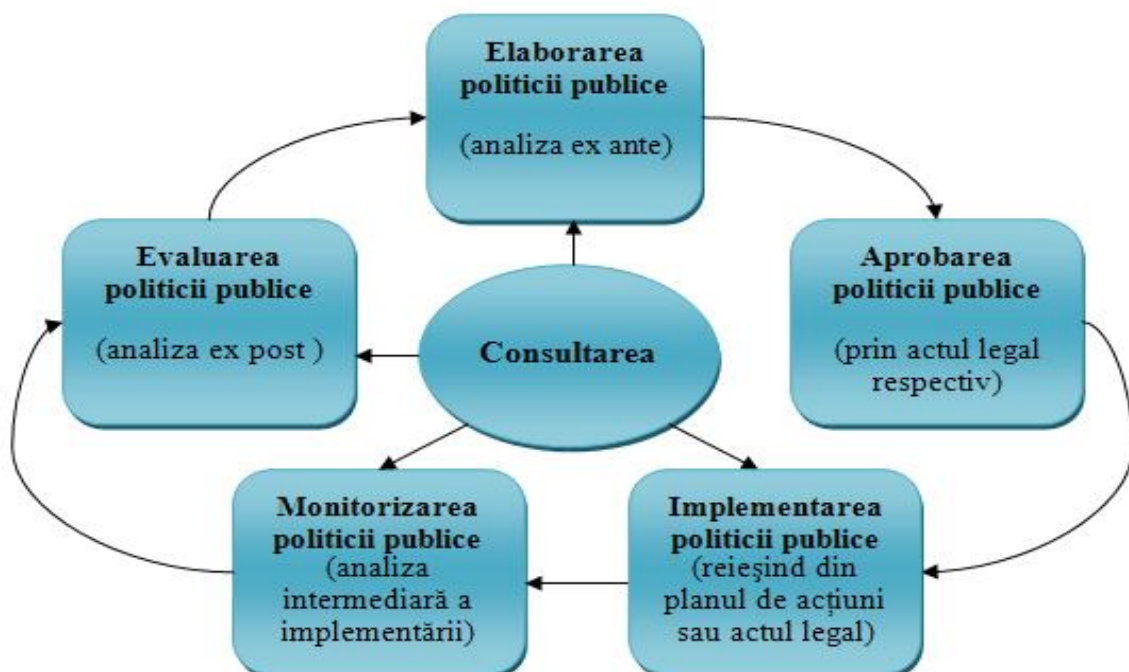 Elaborarea
politicii publice
(analiza ex ante)
Evaluarea
politicii publice
(analiza ex post )
Aprobarea
politicii publice
(prin actul legal
respectiv)
Consultarea
Monitorizarea
politicii publice
(analiza
intermediară a
implementării)
Implementarea
politicii publice
(reieşind din
planul de acţiuni
sau actul legal)